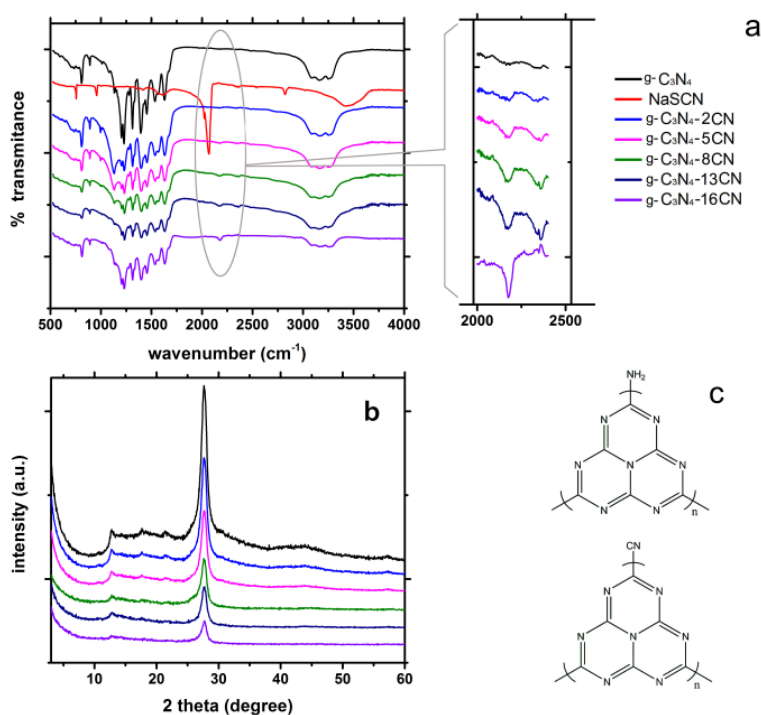 a
% transmitance
500 1000 1500 2000 2500 3000 3500 4000
wavenumber (cm⁻¹)
2000 2500
g- C₃N₄
NaSCN
g-C₃N₄-2CN
g-C₃N₄-5CN
g-C₃N₄-8CN
g-C₃N₄-13CN
g-C₃N₄-16CN
b
intensity (a.u.)
10 20 30 40 50 60
2 theta (degree)
c
NH₂
N N
N N N
N N
n
CN
N N
N N N
N N
n